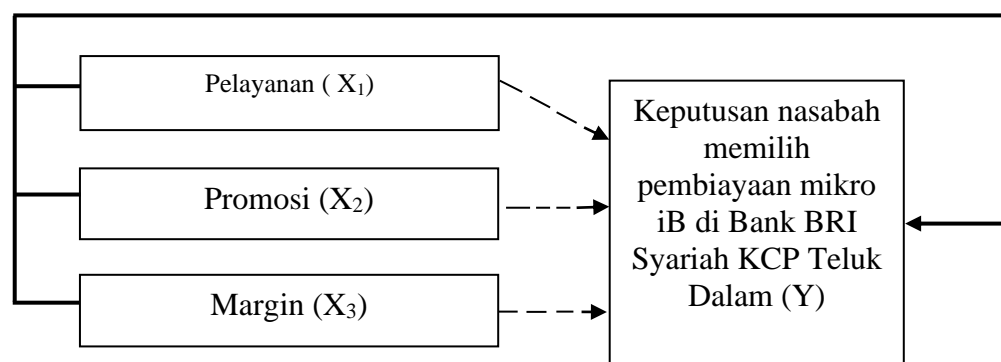 Pelayanan ( X₁)
Promosi (X₂)
Margin (X₃)
Keputusan nasabah
memilih
pembiayaan mikro
iB di Bank BRI
Syariah KCP Teluk
Dalam (Y)